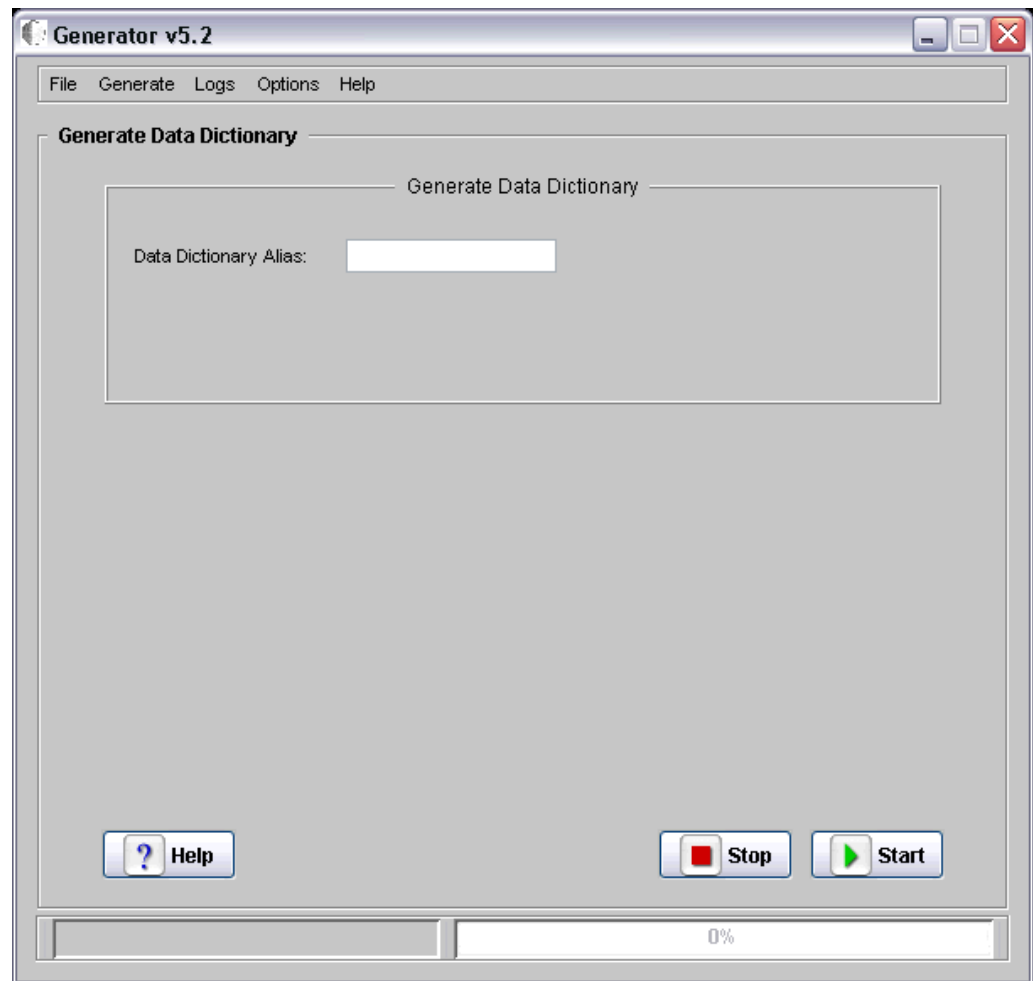 Generator v5.2
File Generate Logs Options Help
Generate Data Dictionary
Generate Data Dictionary
Data Dictionary Alias:
? Help
Stop
Start
0%